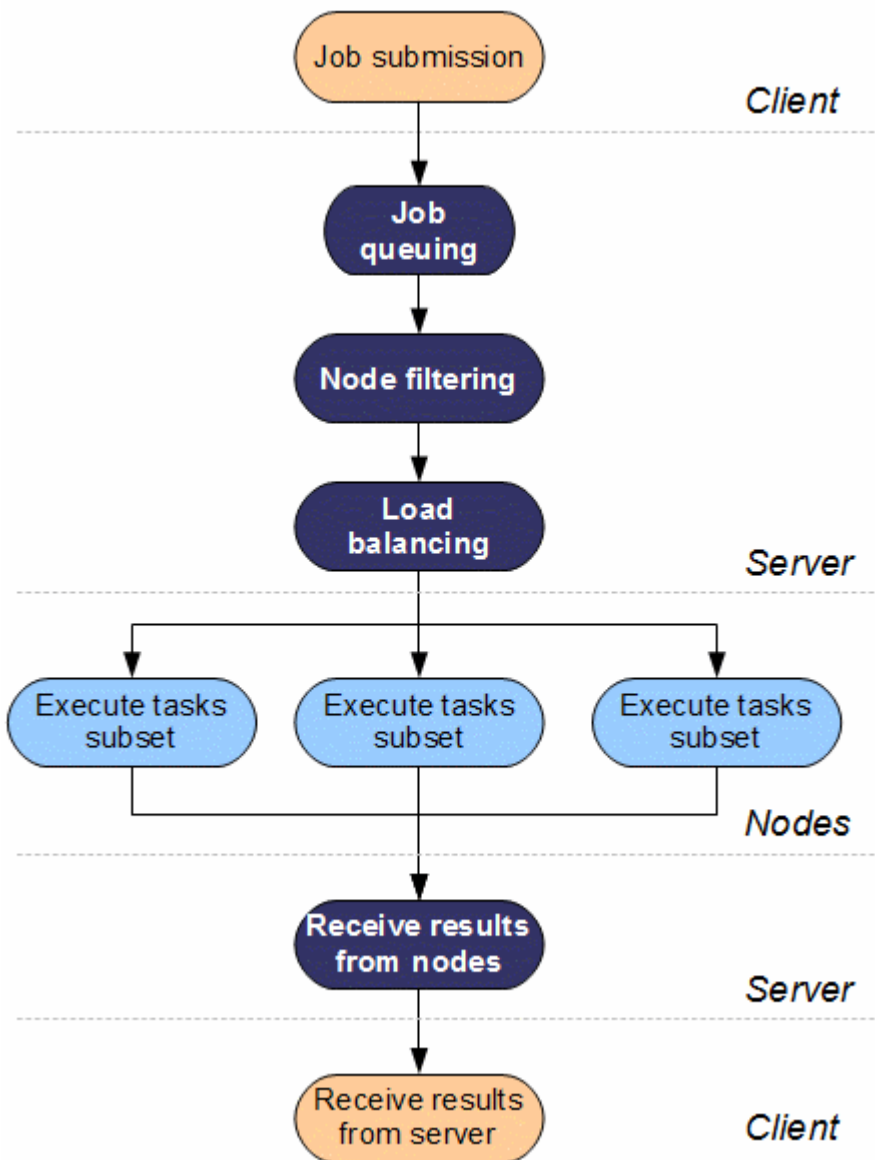 Job submission
Client
Job
queuing
Node filtering
Load
balancing
Server
Execute tasks
subset
Execute tasks
subset
Execute tasks
subset
Nodes
Receive results
from nodes
Server
Receive results
from server
Client